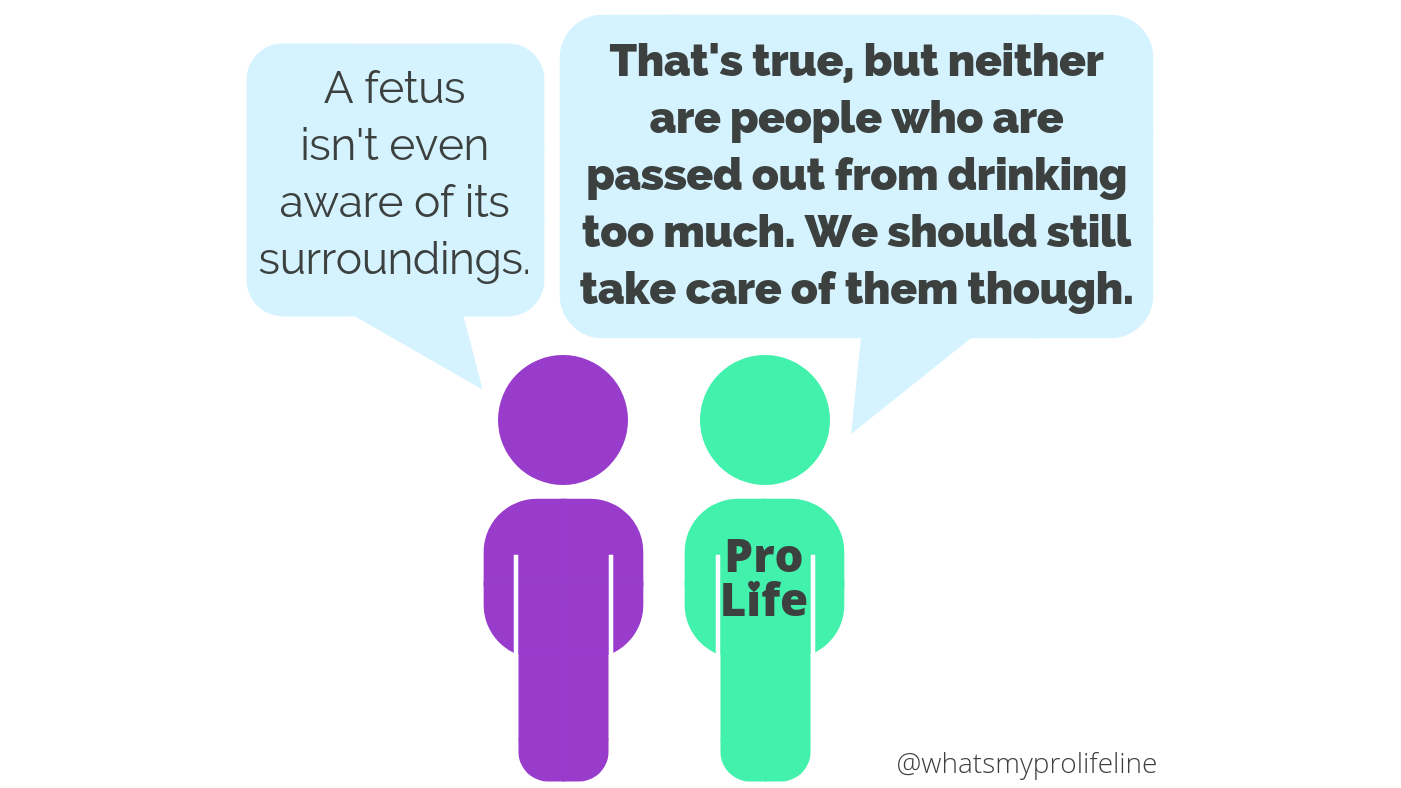 A fetus
isn't even
aware of its
surroundings.
That's true, but neither
are people who are
passed out from drinking
too much. We should still
take care of them though.
Pro
Life
@whatsmyprolifeline